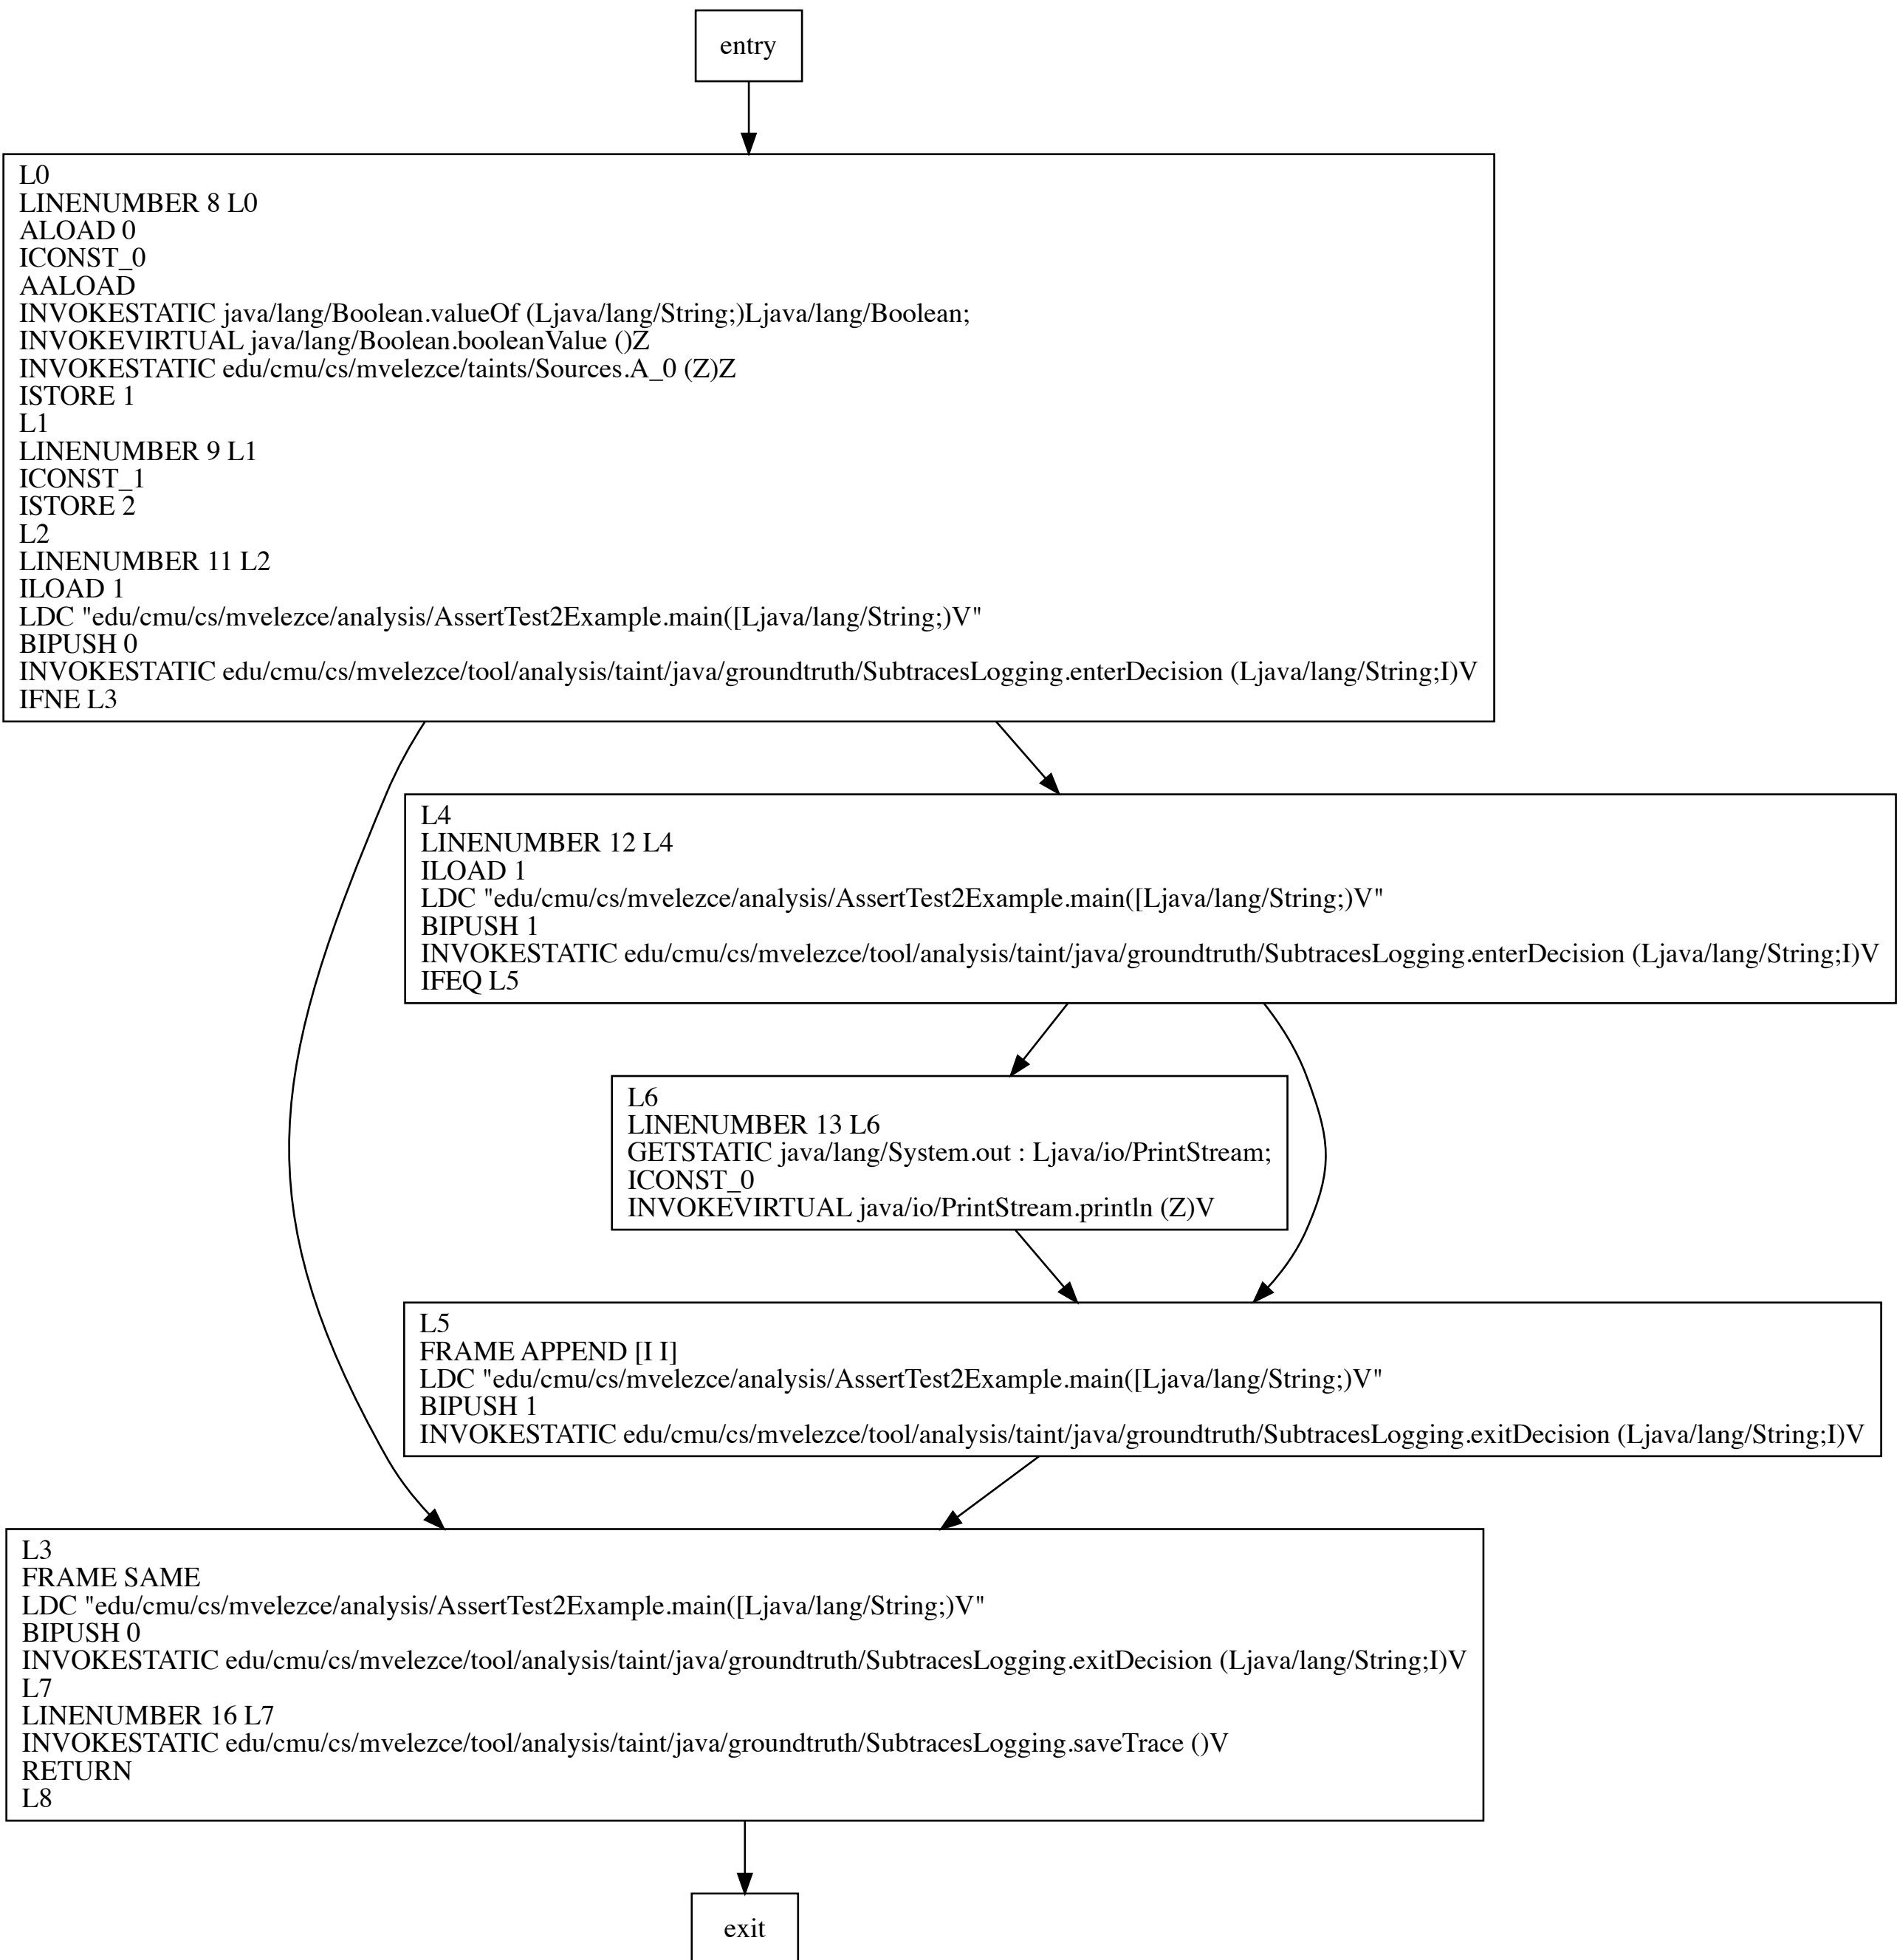 entry
L0
LINENUMBER 8 L0
ALOAD 0
ICONST_0
AALOAD
INVOKESTATIC java/lang/Boolean.valueOf (Ljava/lang/String;)Ljava/lang/Boolean;
INVOKEVIRTUAL java/lang/Boolean.booleanValue ()Z
INVOKESTATIC edu/cmu/cs/mvelezce/taints/Sources.A_0 (Z)Z
ISTORE 1
L1
LINENUMBER 9 L1
ICONST_1
ISTORE 2
L2
LINENUMBER 11 L2
ILOAD 1
LDC "edu/cmu/cs/mvelezce/analysis/AssertTest2Example.main([Ljava/lang/String;)V"
BIPUSH 0
INVOKESTATIC edu/cmu/cs/mvelezce/tool/analysis/taint/java/groundtruth/SubtracesLogging.enterDecision (Ljava/lang/String;I)V
IFNE L3
L4
LINENUMBER 12 L4
ILOAD 1
LDC "edu/cmu/cs/mvelezce/analysis/AssertTest2Example.main([Ljava/lang/String;)V"
BIPUSH 1
INVOKESTATIC edu/cmu/cs/mvelezce/tool/analysis/taint/java/groundtruth/SubtracesLogging.enterDecision (Ljava/lang/String;I)V
IFEQ L5
L6
LINENUMBER 13 L6
GETSTATIC java/lang/System.out : Ljava/io/PrintStream;
ICONST_0
INVOKEVIRTUAL java/io/PrintStream.println (Z)V
L5
FRAME APPEND [I I]
LDC "edu/cmu/cs/mvelezce/analysis/AssertTest2Example.main([Ljava/lang/String;)V"
BIPUSH 1
INVOKESTATIC edu/cmu/cs/mvelezce/tool/analysis/taint/java/groundtruth/SubtracesLogging.exitDecision (Ljava/lang/String;I)V
L3
FRAME SAME
LDC "edu/cmu/cs/mvelezce/analysis/AssertTest2Example.main([Ljava/lang/String;)V"
BIPUSH 0
INVOKESTATIC edu/cmu/cs/mvelezce/tool/analysis/taint/java/groundtruth/SubtracesLogging.exitDecision (Ljava/lang/String;I)V
L7
LINENUMBER 16 L7
INVOKESTATIC edu/cmu/cs/mvelezce/tool/analysis/taint/java/groundtruth/SubtracesLogging.saveTrace ()V
RETURN
L8
exit